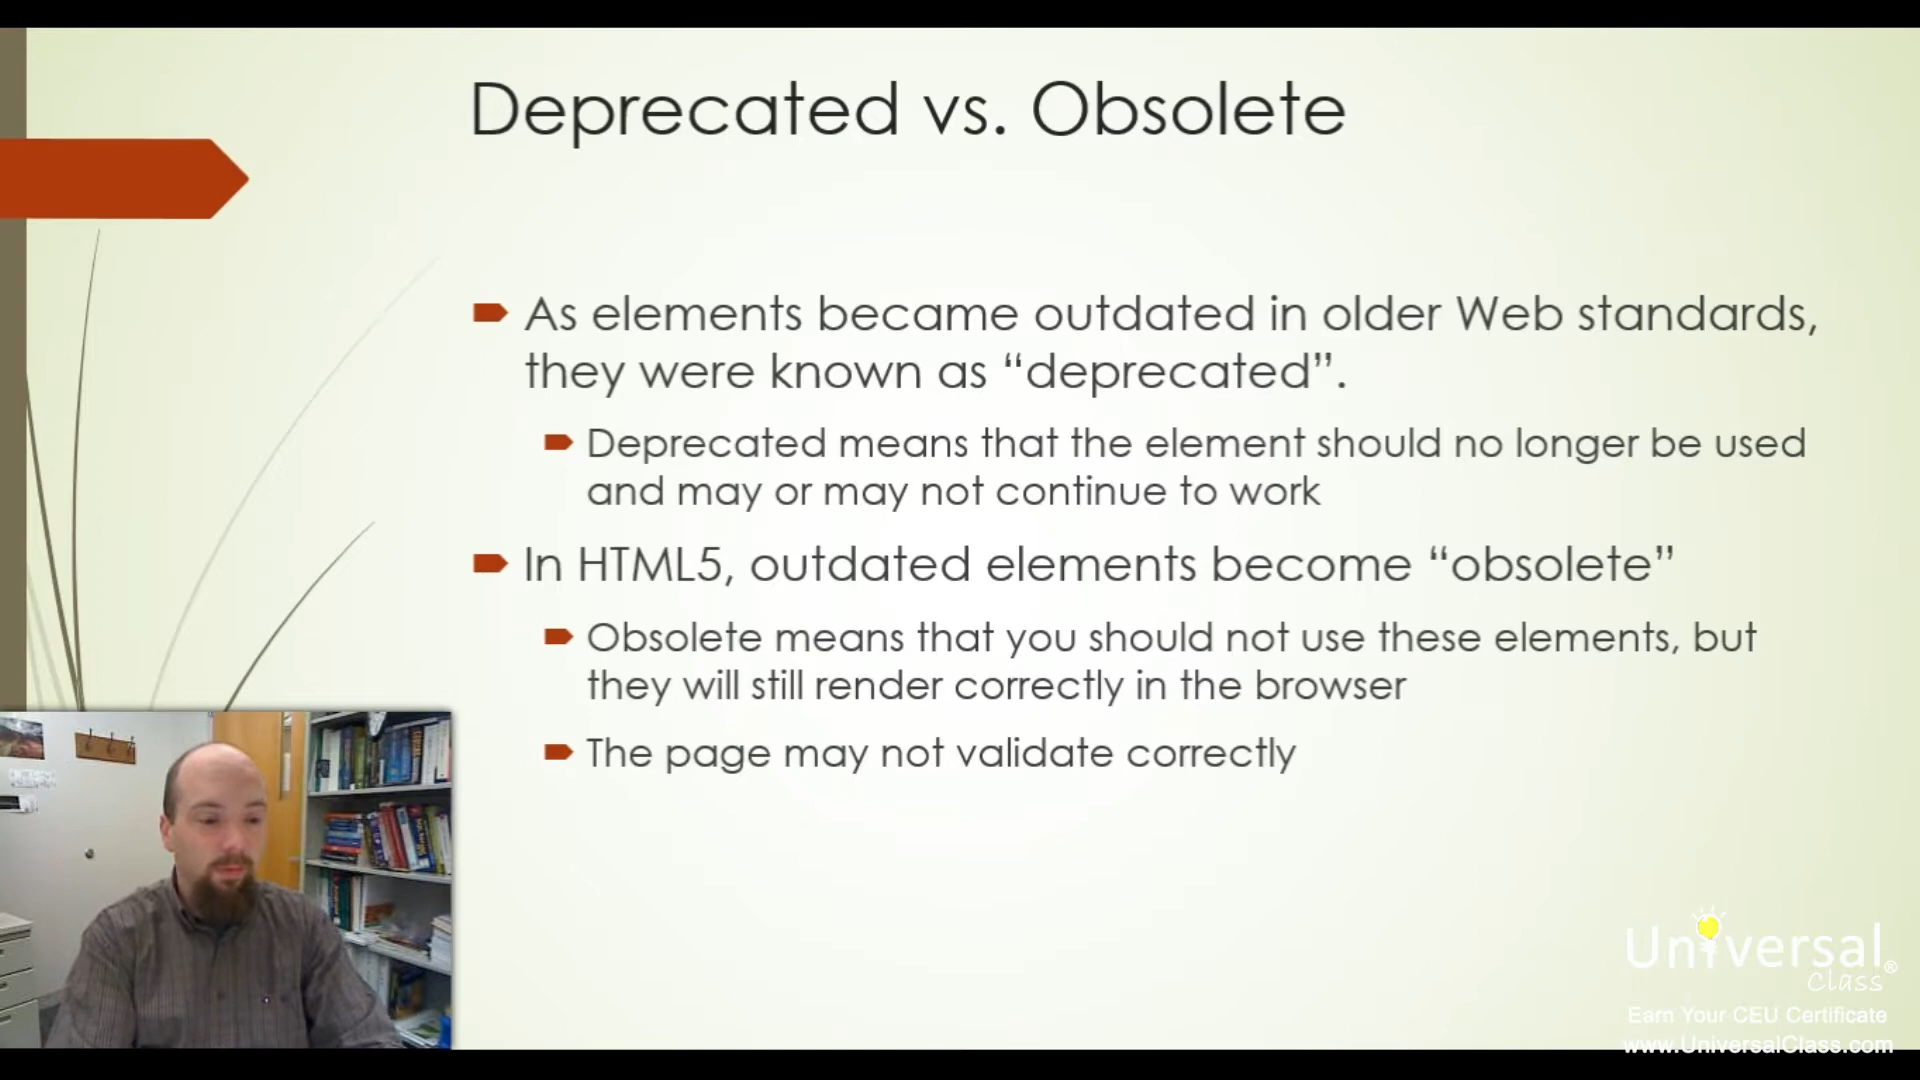 Deprecated vs. Obsolete
As elements became outdated in older Web standards,
they were known as “deprecated”.
Deprecated means that the element should no longer be used
and may or may not continue to work
In HTML5, outdated elements become “obsolete”
Obsolete means that you should not use these elements, but
they will still render correctly in the browser
The page may not validate correctly
Universal®
Class
Earn Your CEU Certificate
www.UniversalClass.com